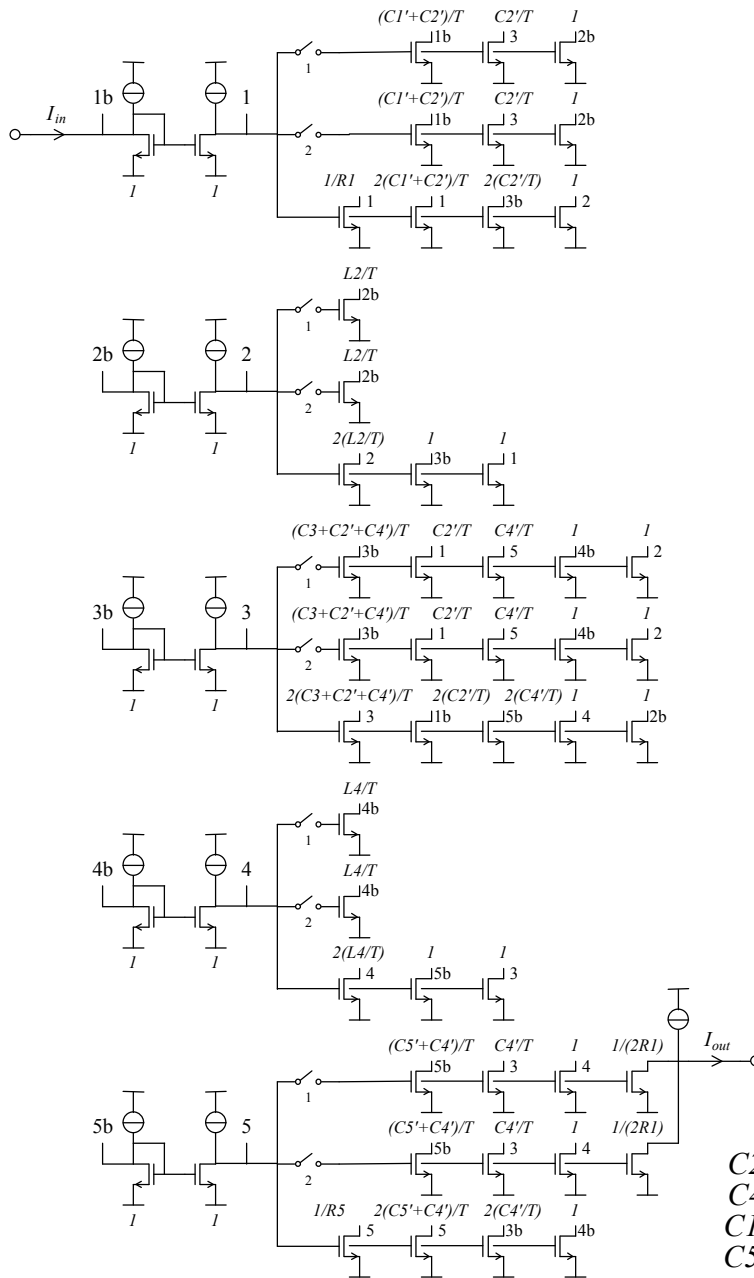 (C1'+C2')/T C2'/T 1
1b 3 2b
1b 1 1
I_in
(C1'+C2')/T C2'/T 1
1b 3 2b
2
1 1
1/R1 2(C1'+C2')/T 2(C2'/T) 1
1 1 3b 2
L2/T
2b
1
2b 2
L2/T
2b
2
1 1
2(L2/T) 1 1
2 3b 1
(C3+C2'+C4')/T C2'/T C4'/T 1 1
3b 1 5 4b 2
1
3b 3
(C3+C2'+C4')/T C2'/T C4'/T 1 1
3b 1 5 4b 2
2
1 1
2(C3+C2'+C4')/T 2(C2'/T) 2(C4'/T) 1 1
3 1b 5b 4 2b
L4/T
4b
1
4b 4
L4/T
4b
2
1 1
2(L4/T) 1 1
4 5b 3
(C5'+C4')/T C4'/T 1 1/(2R1)
5b 3 4
I_out
1
5b 5
(C5'+C4')/T C4'/T 1 1/(2R1)
5b 3 4
2
1 1
1/R5 2(C5'+C4')/T 2(C4'/T) 1
5 5 3b 4b
C2
C4
C1
C5